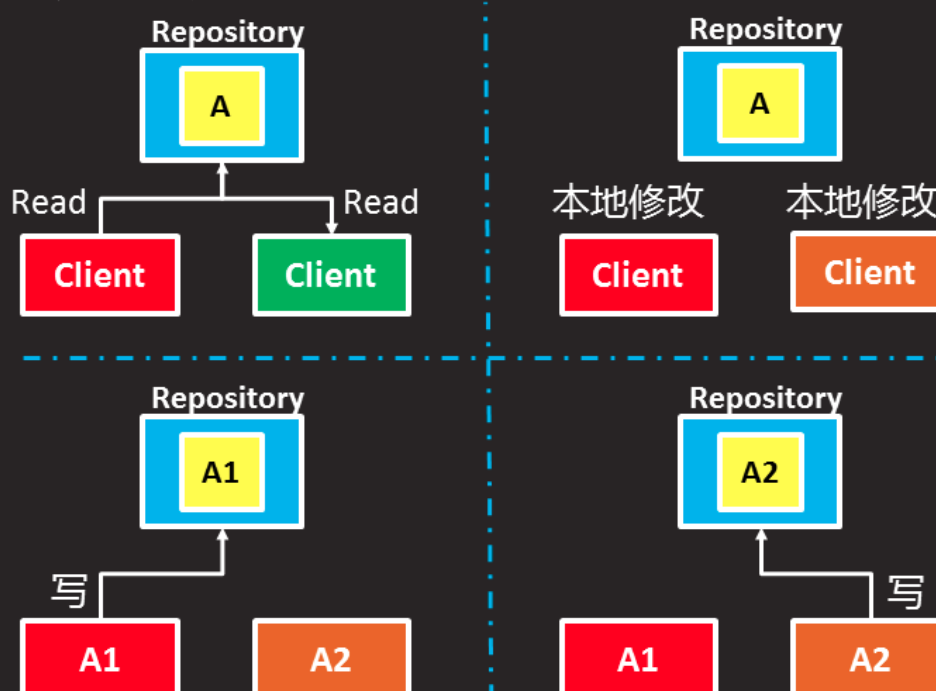 Repository
A
Read
Read
Client
Client
Repository
A
本地修改
本地修改
Client
Client
Repository
A1
写
A1
A2
Repository
A2
写
A1
A2